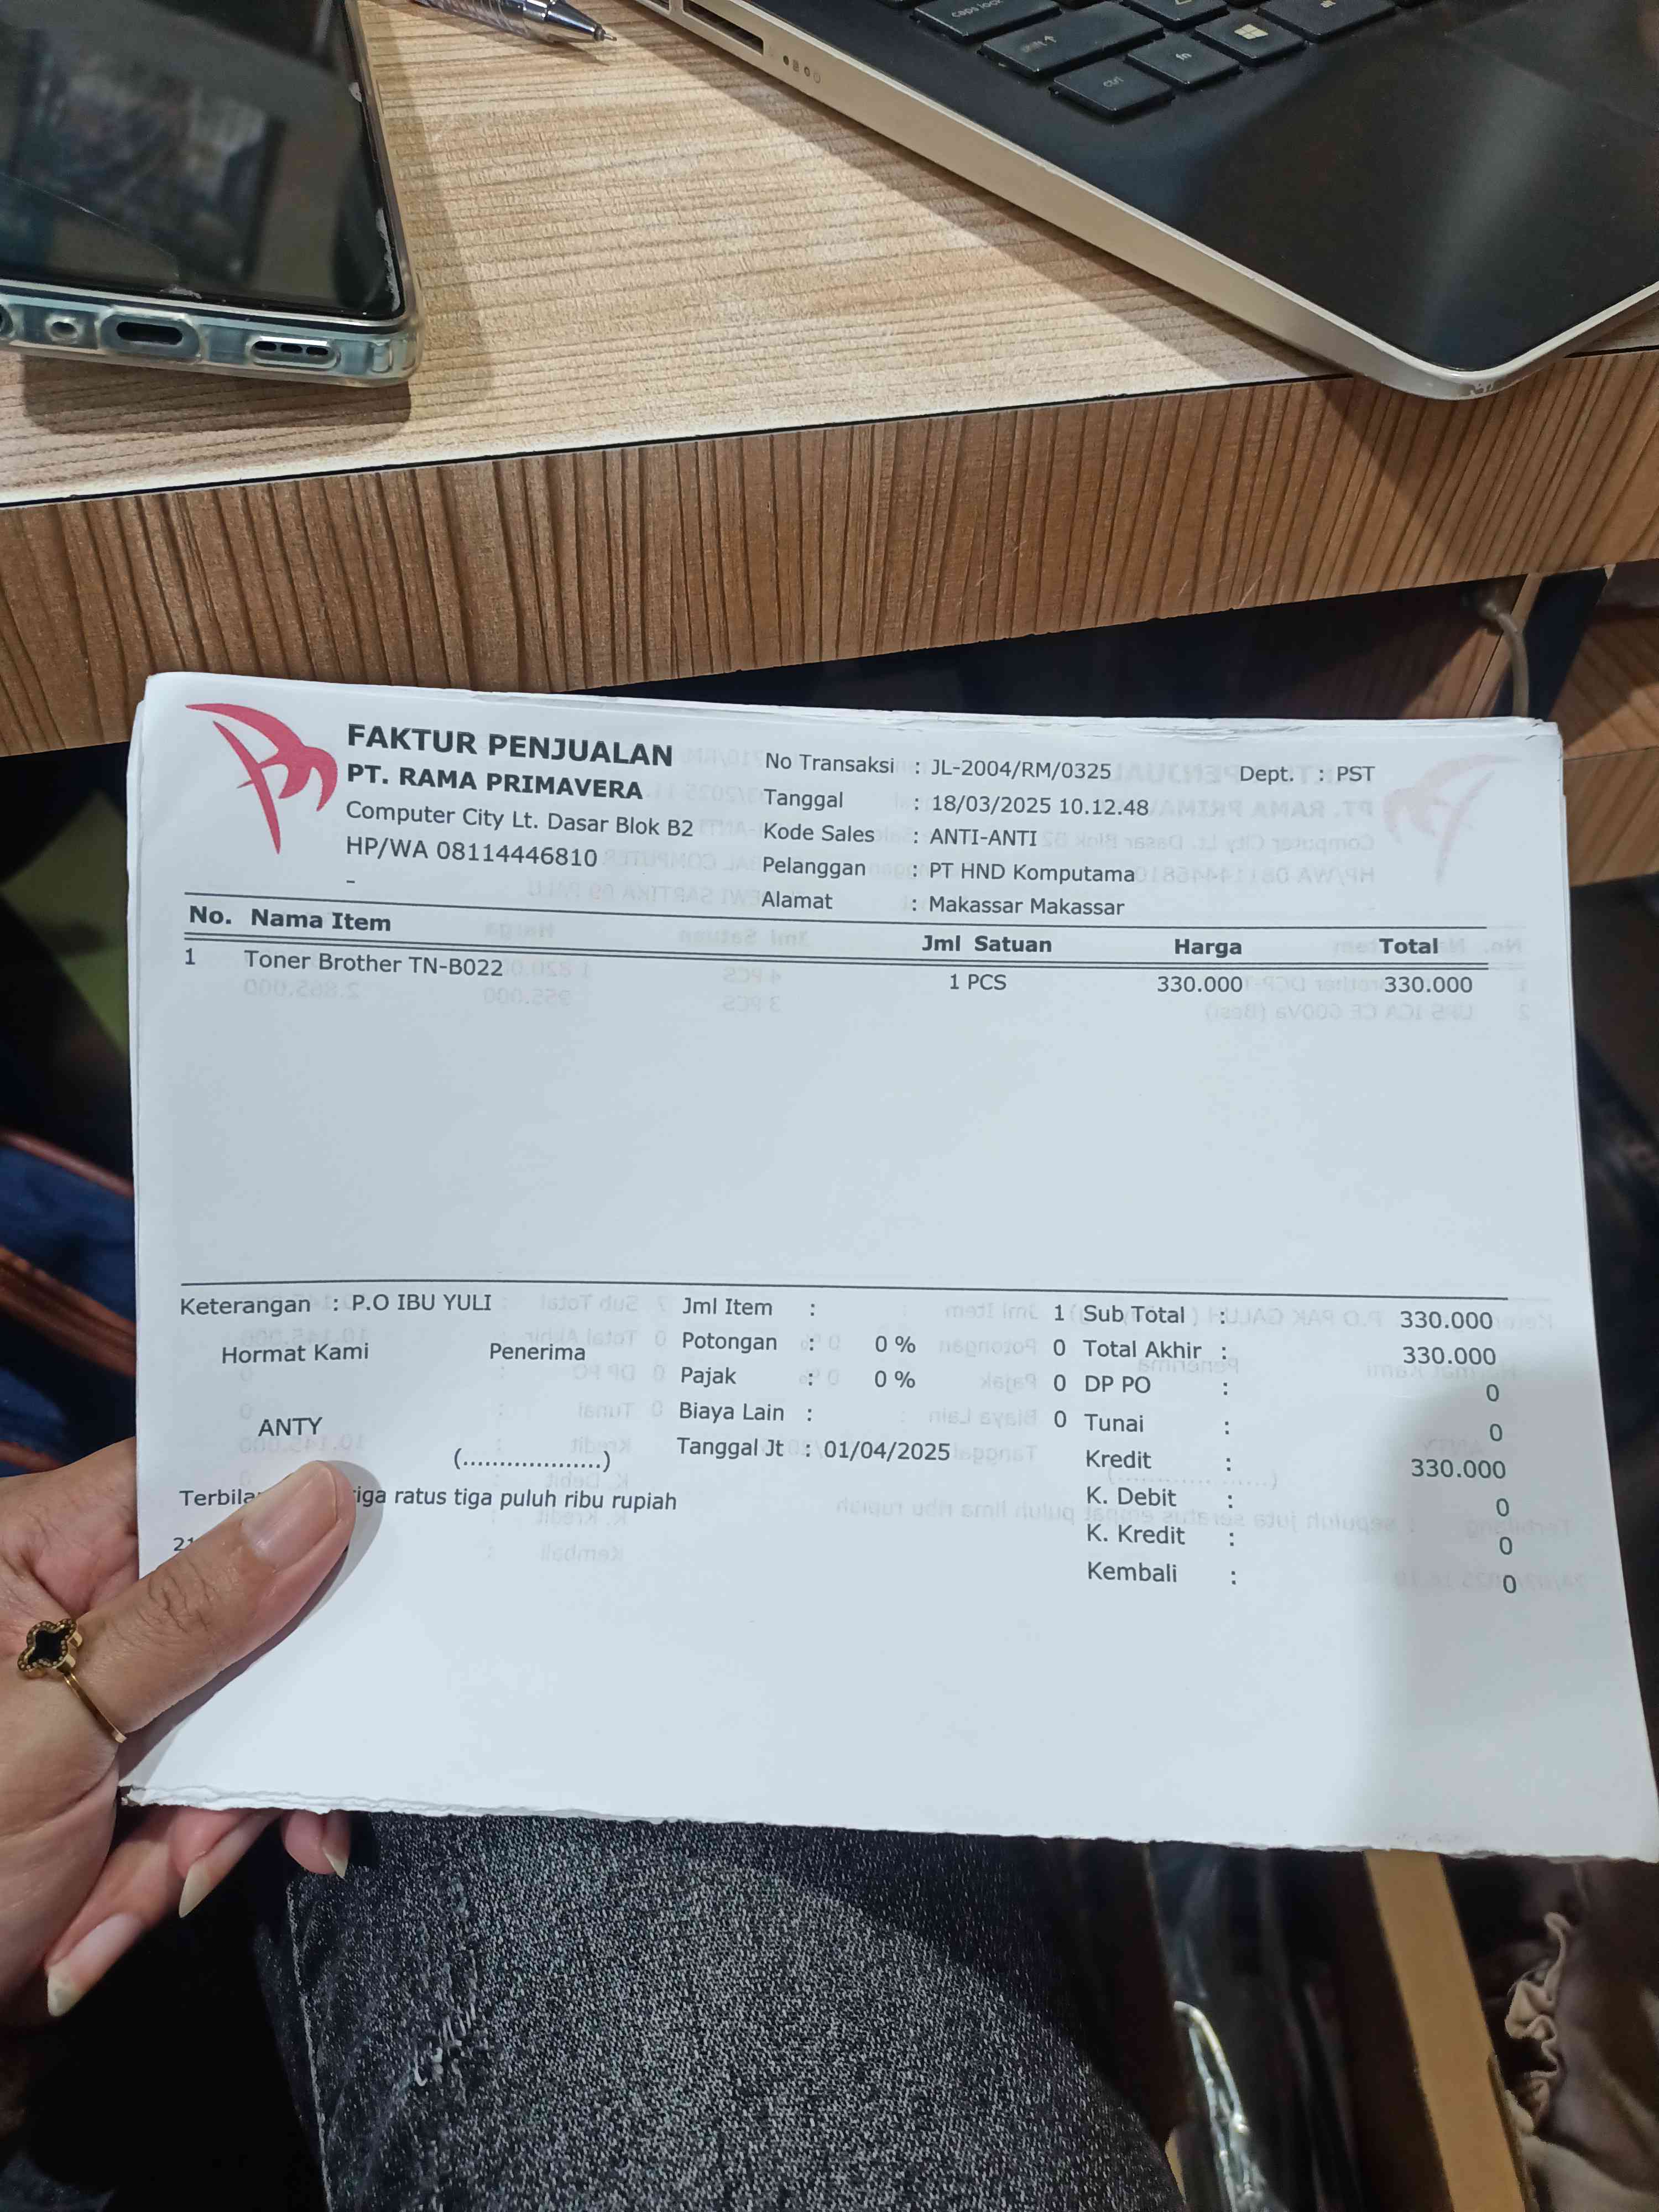 caps lock
shift
ctrl
fn
FAKTUR PENJUALAN
PT. RAMA PRIMAVERA
Computer City Lt. Dasar Blok B2
HP/WA 08114446810
-
No Transaksi : JL-2004/RM/0325 Dept. : PST
Tanggal : 18/03/2025 10.12.48
Kode Sales : ANTI-ANTI
Pelanggan : PT HND Komputama
Alamat : Makassar Makassar
No. Nama Item Jml Satuan Harga Total
1 Toner Brother TN-B022 1 PCS 330.000 330.000
Keterangan : P.O IBU YULI
Hormat Kami Penerima
ANTY
(...................)
Jml Item : 1
Potongan : 0 % 0
Pajak : 0 % 0
Biaya Lain : 0
Tanggal Jt : 01/04/2025
Sub Total : 330.000
Total Akhir : 330.000
DP PO : 0
Tunai : 0
Kredit : 330.000
K. Debit : 0
K. Kredit : 0
Kembali : 0
ratus tiga puluh ribu rupiah